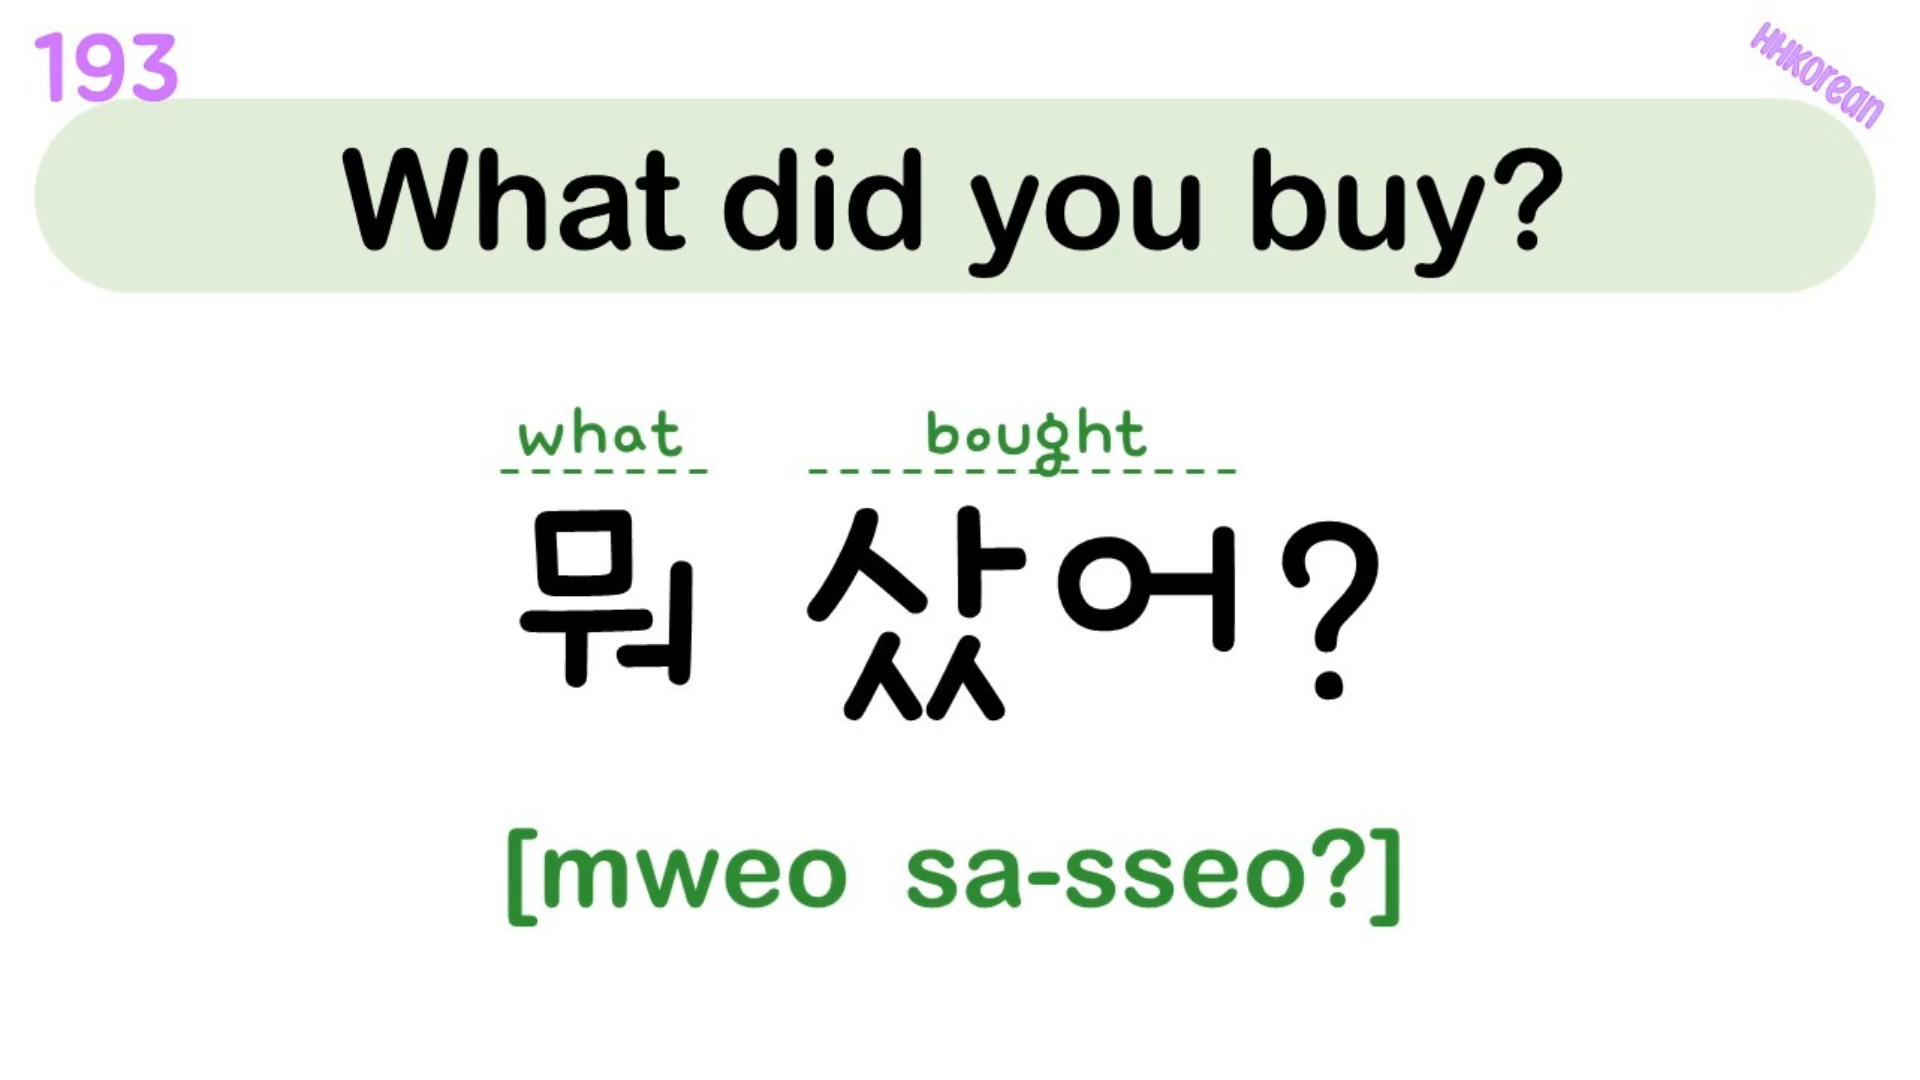 193
HHKorean
What did you buy?
what bought
뭐 샀어?
[mweo sa-sseo?]